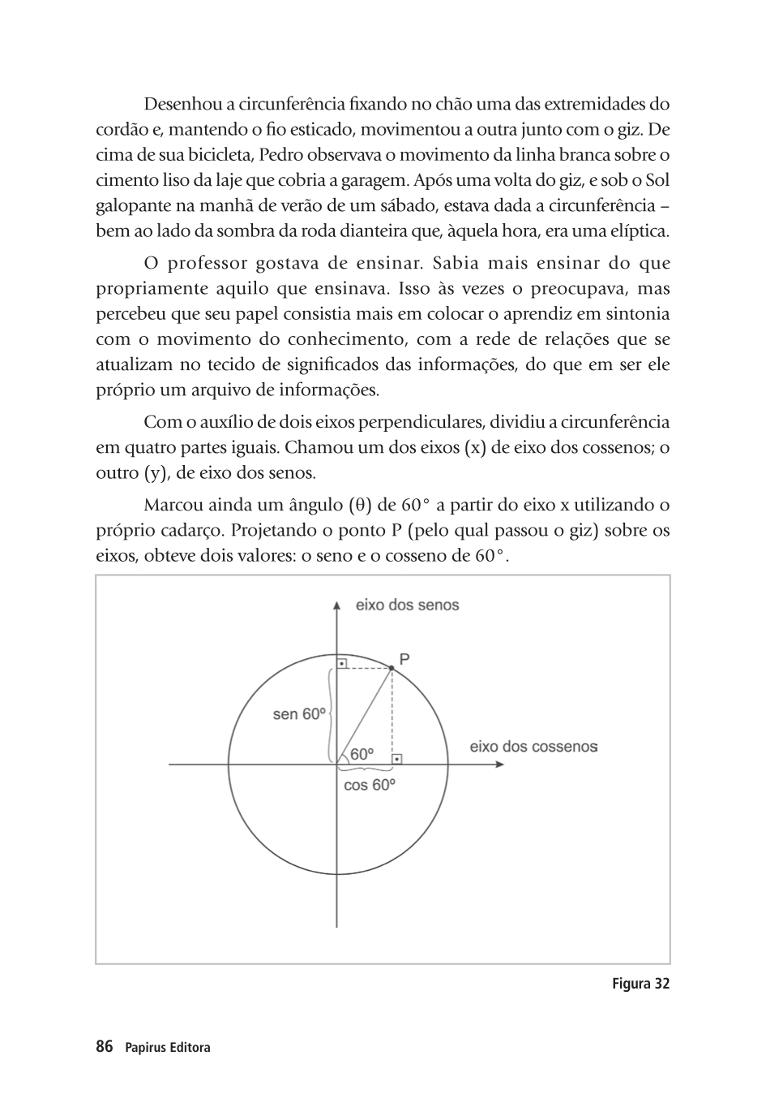 Desenhou a circunferência fixando no chão uma das extremidades do
cordão e, mantendo o fio esticado, movimentou a outra junto com o giz. De
cima de sua bicicleta, Pedro observava o movimento da linha branca sobre o
cimento liso da laje que cobria a garagem. Após uma volta do giz, e sob o Sol
galopante na manhã de verão de um sábado, estava dada a circunferência –
bem ao lado da sombra da roda dianteira que, àquela hora, era uma elíptica.
O professor gostava de ensinar. Sabia mais ensinar do que
propriamente aquilo que ensinava. Isso às vezes o preocupava, mas
percebeu que seu papel consistia mais em colocar o aprendiz em sintonia
com o movimento do conhecimento, com a rede de relações que se
atualizam no tecido de significados das informações, do que em ser ele
próprio um arquivo de informações.
Com o auxílio de dois eixos perpendiculares, dividiu a circunferência
em quatro partes iguais. Chamou um dos eixos (x) de eixo dos cossenos; o
outro (y), de eixo dos senos.
Marcou ainda um ângulo (θ) de 60° a partir do eixo x utilizando o
próprio cadarço. Projetando o ponto P (pelo qual passou o giz) sobre os
eixos, obteve dois valores: o seno e o cosseno de 60°.
eixo dos senos
P
sen 60º
60º
eixo dos cossenos
cos 60º
Figura 32
86 Papirus Editora